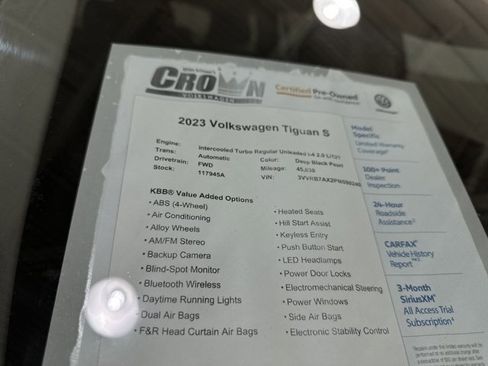 CROWN
VOLKSWAGEN
Certified Pre-Owned
2023 Volkswagen Tiguan S
Engine: Intercooled Turbo Regular Unleaded I-4 2.0 L/121
Trans: Automatic Color: Deep Black Pearl
Drivetrain: FWD Mileage: 45,038
Stock: 117945A VIN:
KBB® Value Added Options
• ABS (4-Wheel)
• Air Conditioning
• Alloy Wheels
• AM/FM Stereo
• Backup Camera
• Blind-Spot Monitor
• Bluetooth Wireless
• Daytime Running Lights
• Dual Air Bags
• F&R Head Curtain Air Bags
• Heated Seats
• Hill Start Assist
• Keyless Entry
• Push Button Start
• LED Headlamps
• Power Door Locks
• Electromechanical Steering
• Power Windows
• Side Air Bags
• Electronic Stability Control
Model
Specific
Limited Warranty
Coverage
100+ Point
Dealer
Inspection
24-Hour
Roadside
Assistance
CARFAX
Vehicle History
Report
3-Month
SiriusXM
All Access Trial
Subscription